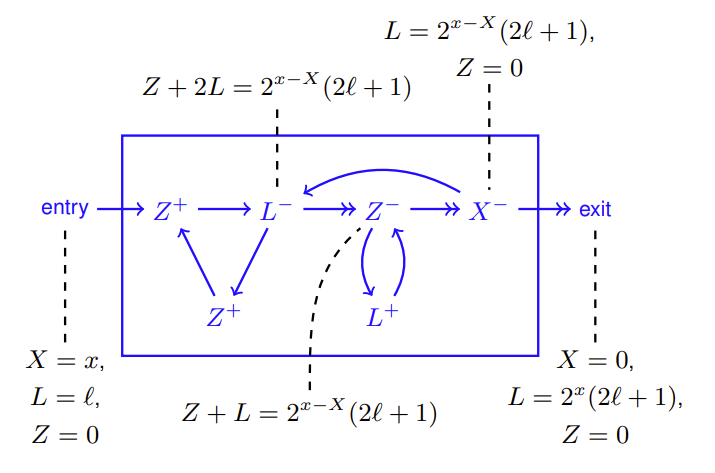 L = 2^{x−X}(2ℓ + 1),
Z = 0
Z + 2L = 2^{x−X}(2ℓ + 1)
entry Z⁺ L⁻ Z⁻ X⁻ exit
Z⁺ L⁺
X = x,
L = ℓ,
Z = 0
Z + L = 2^{x−X}(2ℓ + 1)
X = 0,
L = 2^x(2ℓ + 1),
Z = 0